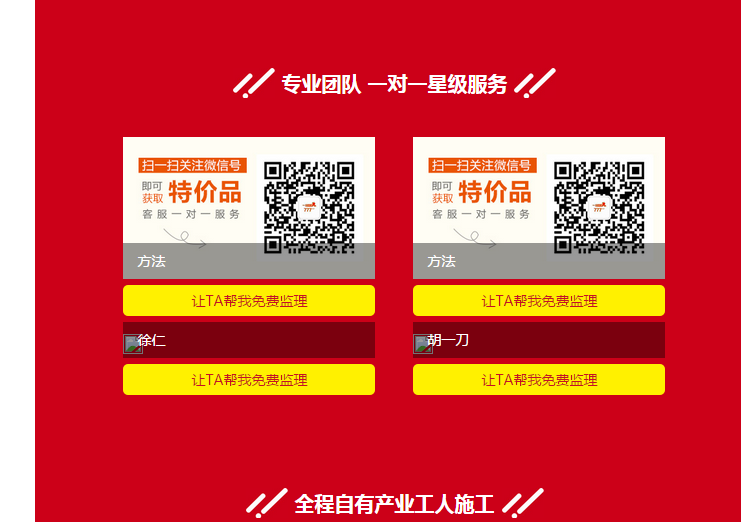 专业团队 一对一星级服务
扫一扫关注微信号
即可
获取
特价品
客服一对一服务
方法
让TA帮我免费监理
徐仁
让TA帮我免费监理
扫一扫关注微信号
即可
获取
特价品
客服一对一服务
方法
让TA帮我免费监理
胡一刀
让TA帮我免费监理
全程自有产业工人施工